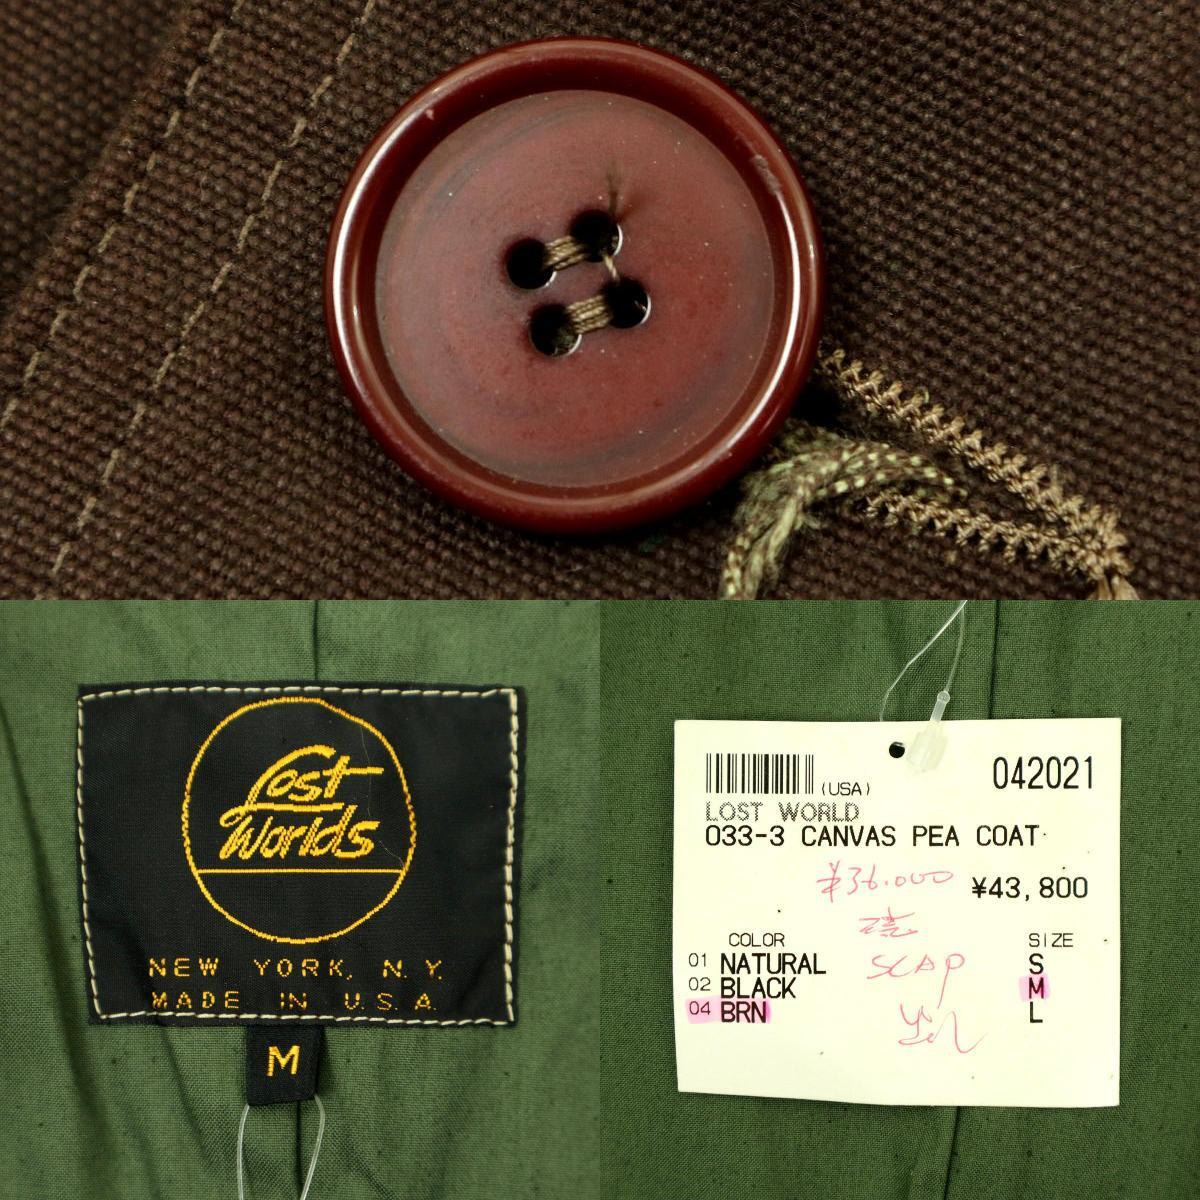 Lost
Worlds
NEW YORK, N.Y.
MADE IN U.S.A.
M
(USA)
042021
LOST WORLD
033-3 CANVAS PEA COAT
¥36.000 ¥43,800
COLOR SIZE
01 NATURAL S
02 BLACK M
04 BRN L